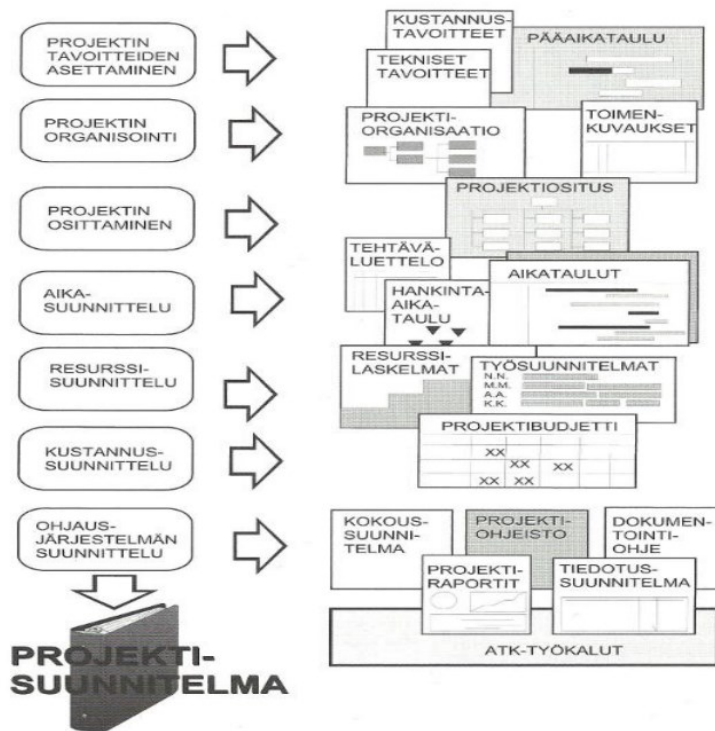 PROJEKTIN
TAVOITTEIDEN
ASETTAMINEN
KUSTANNUS-
TAVOITTEET
TEKNISET
TAVOITTEET
PÄÄAIKATAULU
PROJEKTIN
ORGANISOINTI
PROJEKTI-
ORGANISAATIO
TOIMEN-
KUVAUKSET
PROJEKTIN
OSITTAMINEN
PROJEKTIOSITUS
TEHTÄVÄ-
LUETTELO
AIKA-
SUUNNITTELU
HANKINTA-
AIKA-
TAULU
AIKATAULUT
RESURSSI-
SUUNNITTELU
RESURSSI-
LASKELMAT
TYÖSUUNNITELMAT
N.N.
M.M.
A.A.
K.K.
KUSTANNUS-
SUUNNITTELU
PROJEKTIBUDJETTI
XX
XX XX
XX XX
OHJAUS-
JÄRJESTELMÄN
SUUNNITTELU
KOKOUS-
SUUNNI-
TELMA
PROJEKTI-
OHJEISTO
DOKUMEN-
TOINTI-
OHJE
PROJEKTI-
RAPORTIT
TIEDOTUS-
SUUNNITELMA
ATK-TYÖKALUT
PROJEKTI-
SUUNNITELMA